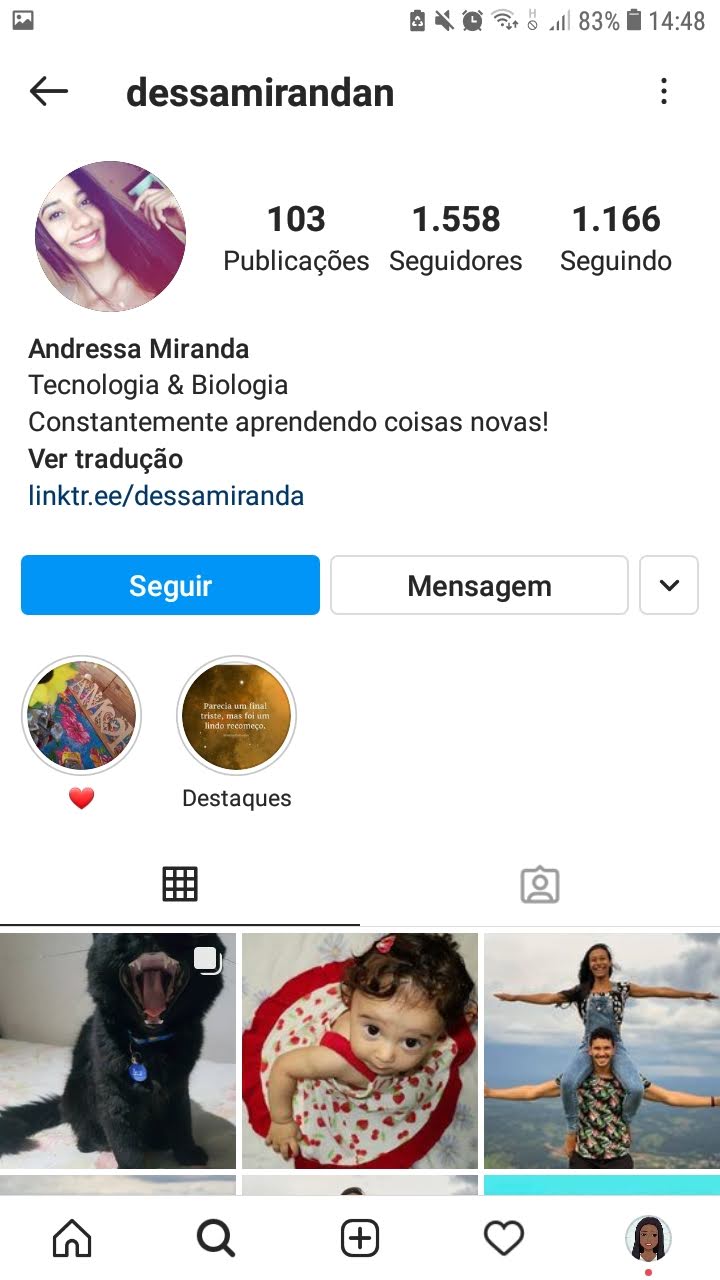 83% 14:48
dessamirandan
103 1.558 1.166
Publicações Seguidores Seguindo
Andressa Miranda
Tecnologia & Biologia
Constantemente aprendendo coisas novas!
Ver tradução
linktr.ee/dessamiranda
Seguir Mensagem
AMO
Parecia um final
triste, mas foi um
lindo recomeço.
Destaques